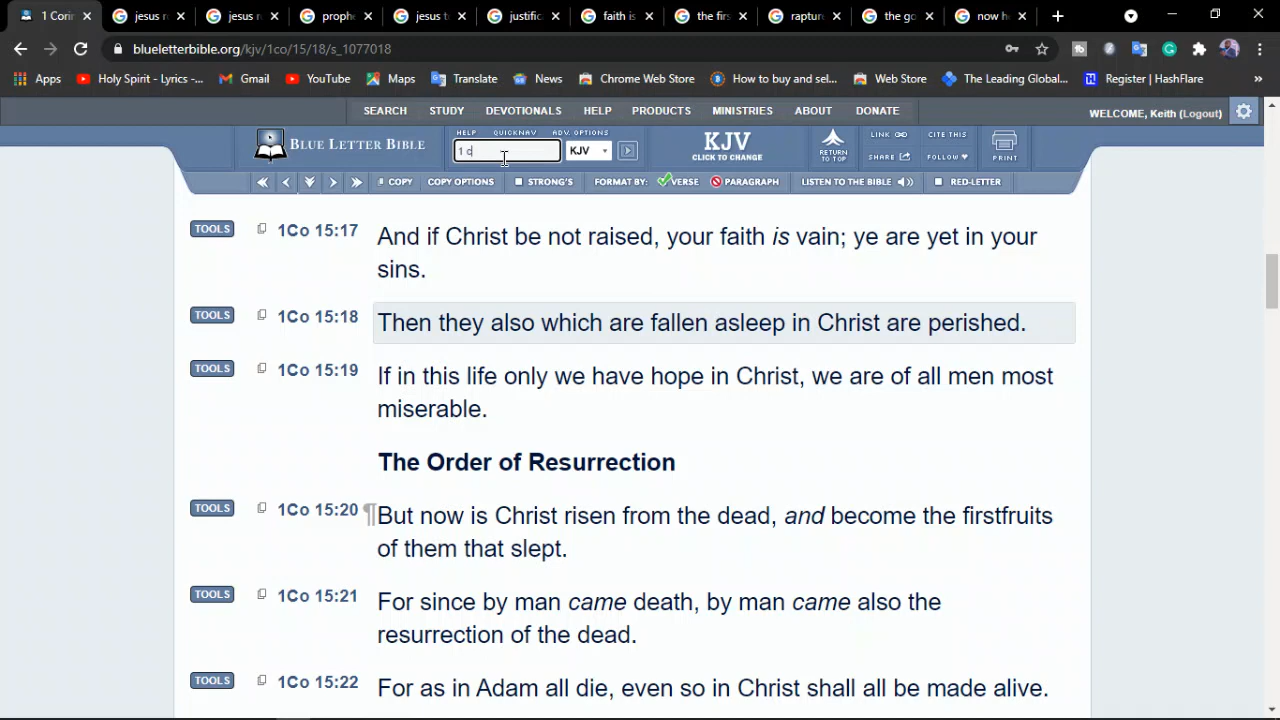 1 Corin
jesus r
jesus r
proph
jesus t
justific
faith is
the firs
raptur
the go
now h
blueletterbible.org/kjv/1co/15/18/s_1077018
Apps
Holy Spirit - Lyrics -...
Gmail
YouTube
Maps
Translate
News
Chrome Web Store
How to buy and sel...
Web Store
The Leading Global...
Register | HashFlare
»
SEARCH STUDY DEVOTIONALS HELP PRODUCTS MINISTRIES ABOUT DONATE
WELCOME, Keith (Logout)
BLUE LETTER BIBLE
HELP QUICKNAV ADV. OPTIONS
1 c
KJV
KJV
CLICK TO CHANGE
RETURN
TO TOP
LINK
CITE THIS
SHARE
FOLLOW
PRINT
COPY COPY OPTIONS STRONG'S FORMAT BY: VERSE PARAGRAPH LISTEN TO THE BIBLE RED-LETTER
TOOLS 1Co 15:17 And if Christ be not raised, your faith is vain; ye are yet in your
sins.
TOOLS 1Co 15:18 Then they also which are fallen asleep in Christ are perished.
TOOLS 1Co 15:19 If in this life only we have hope in Christ, we are of all men most
miserable.
The Order of Resurrection
TOOLS 1Co 15:20 ¶But now is Christ risen from the dead, and become the firstfruits
of them that slept.
TOOLS 1Co 15:21 For since by man came death, by man came also the
resurrection of the dead.
TOOLS 1Co 15:22 For as in Adam all die, even so in Christ shall all be made alive.